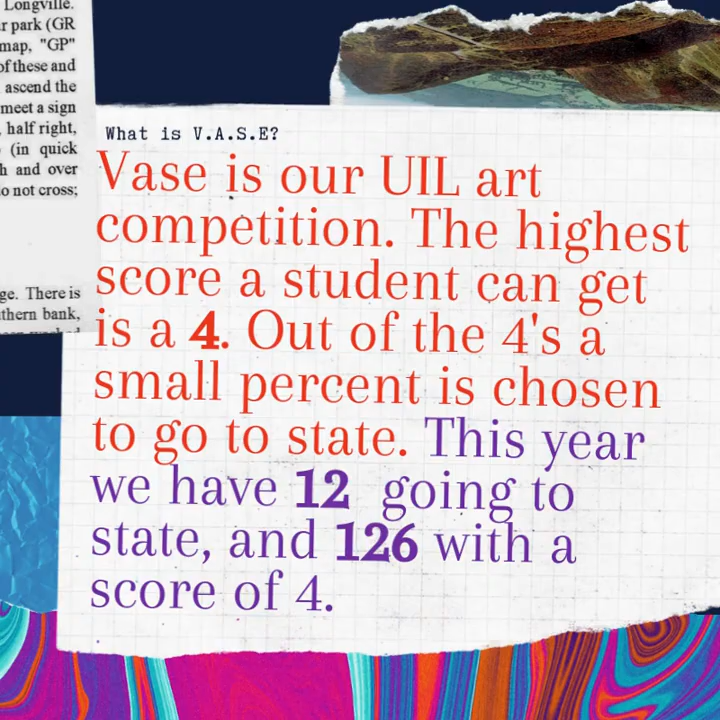 Longville.
r park (GR
map, "GP"
of these and
ascend the
meet a sign
, half right,
(in quick
h and over
o not cross;
ge. There is
thern bank,
What is V.A.S.E?
Vase is our UIL art
competition. The highest
score a student can get
is a 4. Out of the 4's a
small percent is chosen
to go to state. This year
we have 12 going to
state, and 126 with a
score of 4.